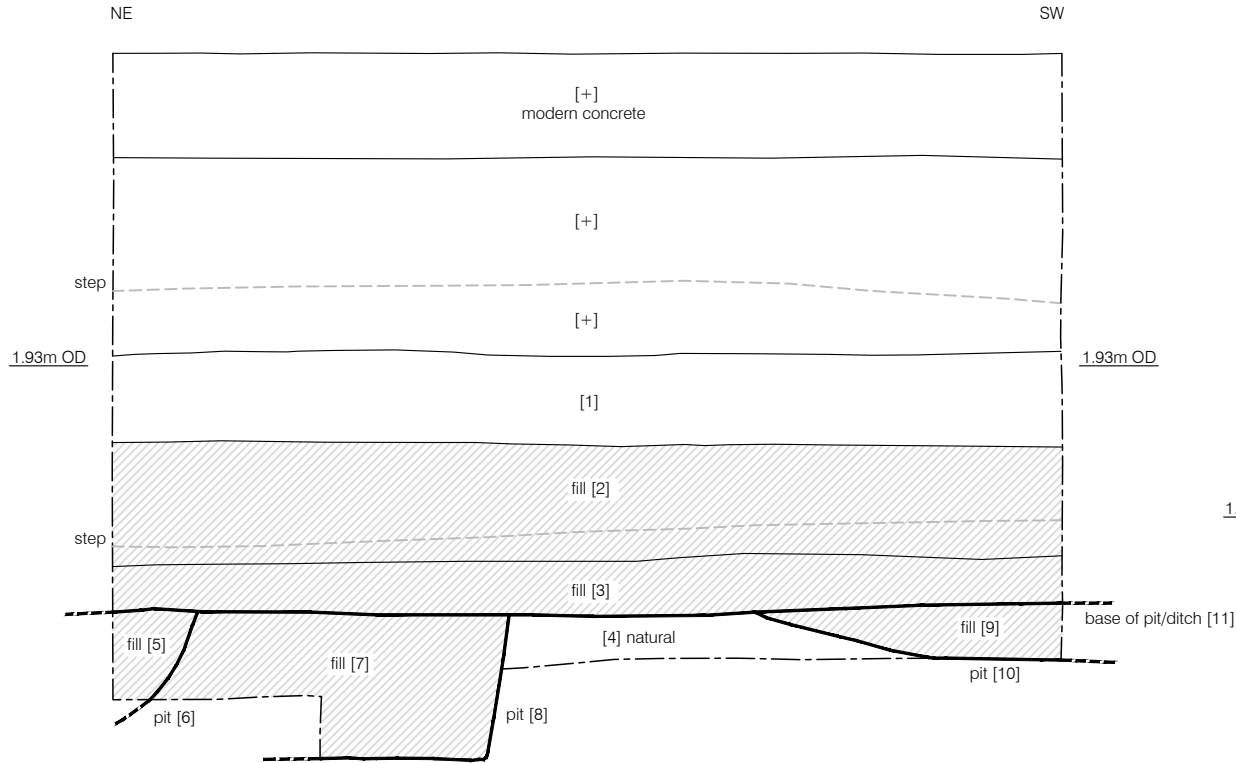 NE
SW
[+]
modern concrete
[+]
step
[+]
1.93m OD
1.93m OD
[1]
fill [2]
1.
step
fill [3]
base of pit/ditch [11]
fill [5]
fill [9]
[4] natural
fill [7]
pit [10]
pit [6]
pit [8]